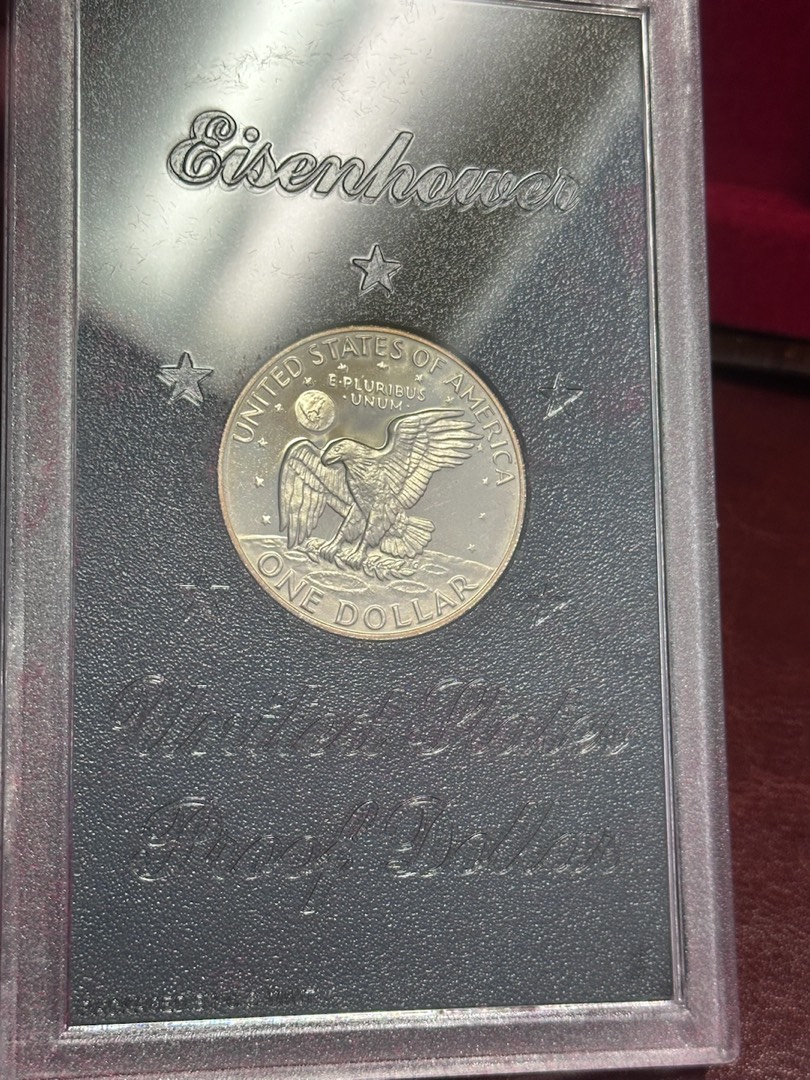 Eisenhower
UNITED STATES OF AMERICA
E·PLURIBUS
·UNUM·
ONE DOLLAR
United States
Proof Dollar